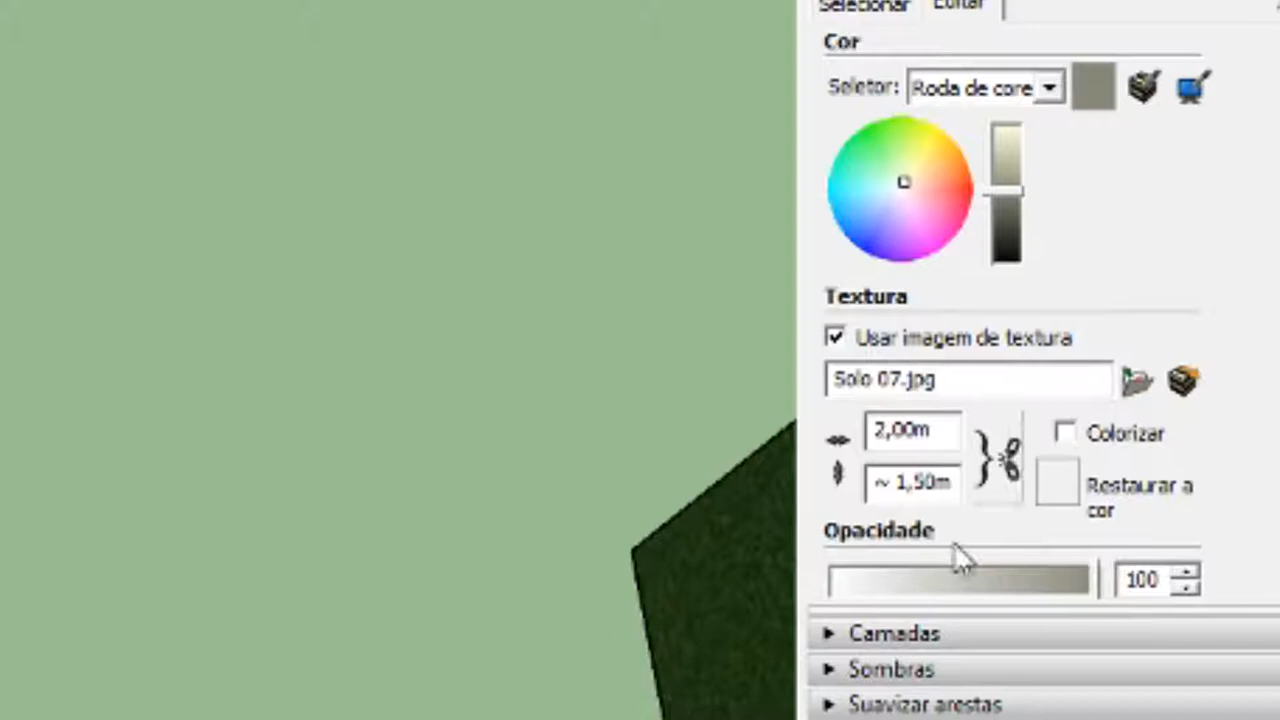 Selecionar Editar
Cor
Seletor: Roda de core
Textura
Usar imagem de textura
Solo 07.jpg
2,00m
Colorizar
~ 1,50m
Restaurar a
cor
Opacidade
100
Camadas
Sombras
Suavizar arestas